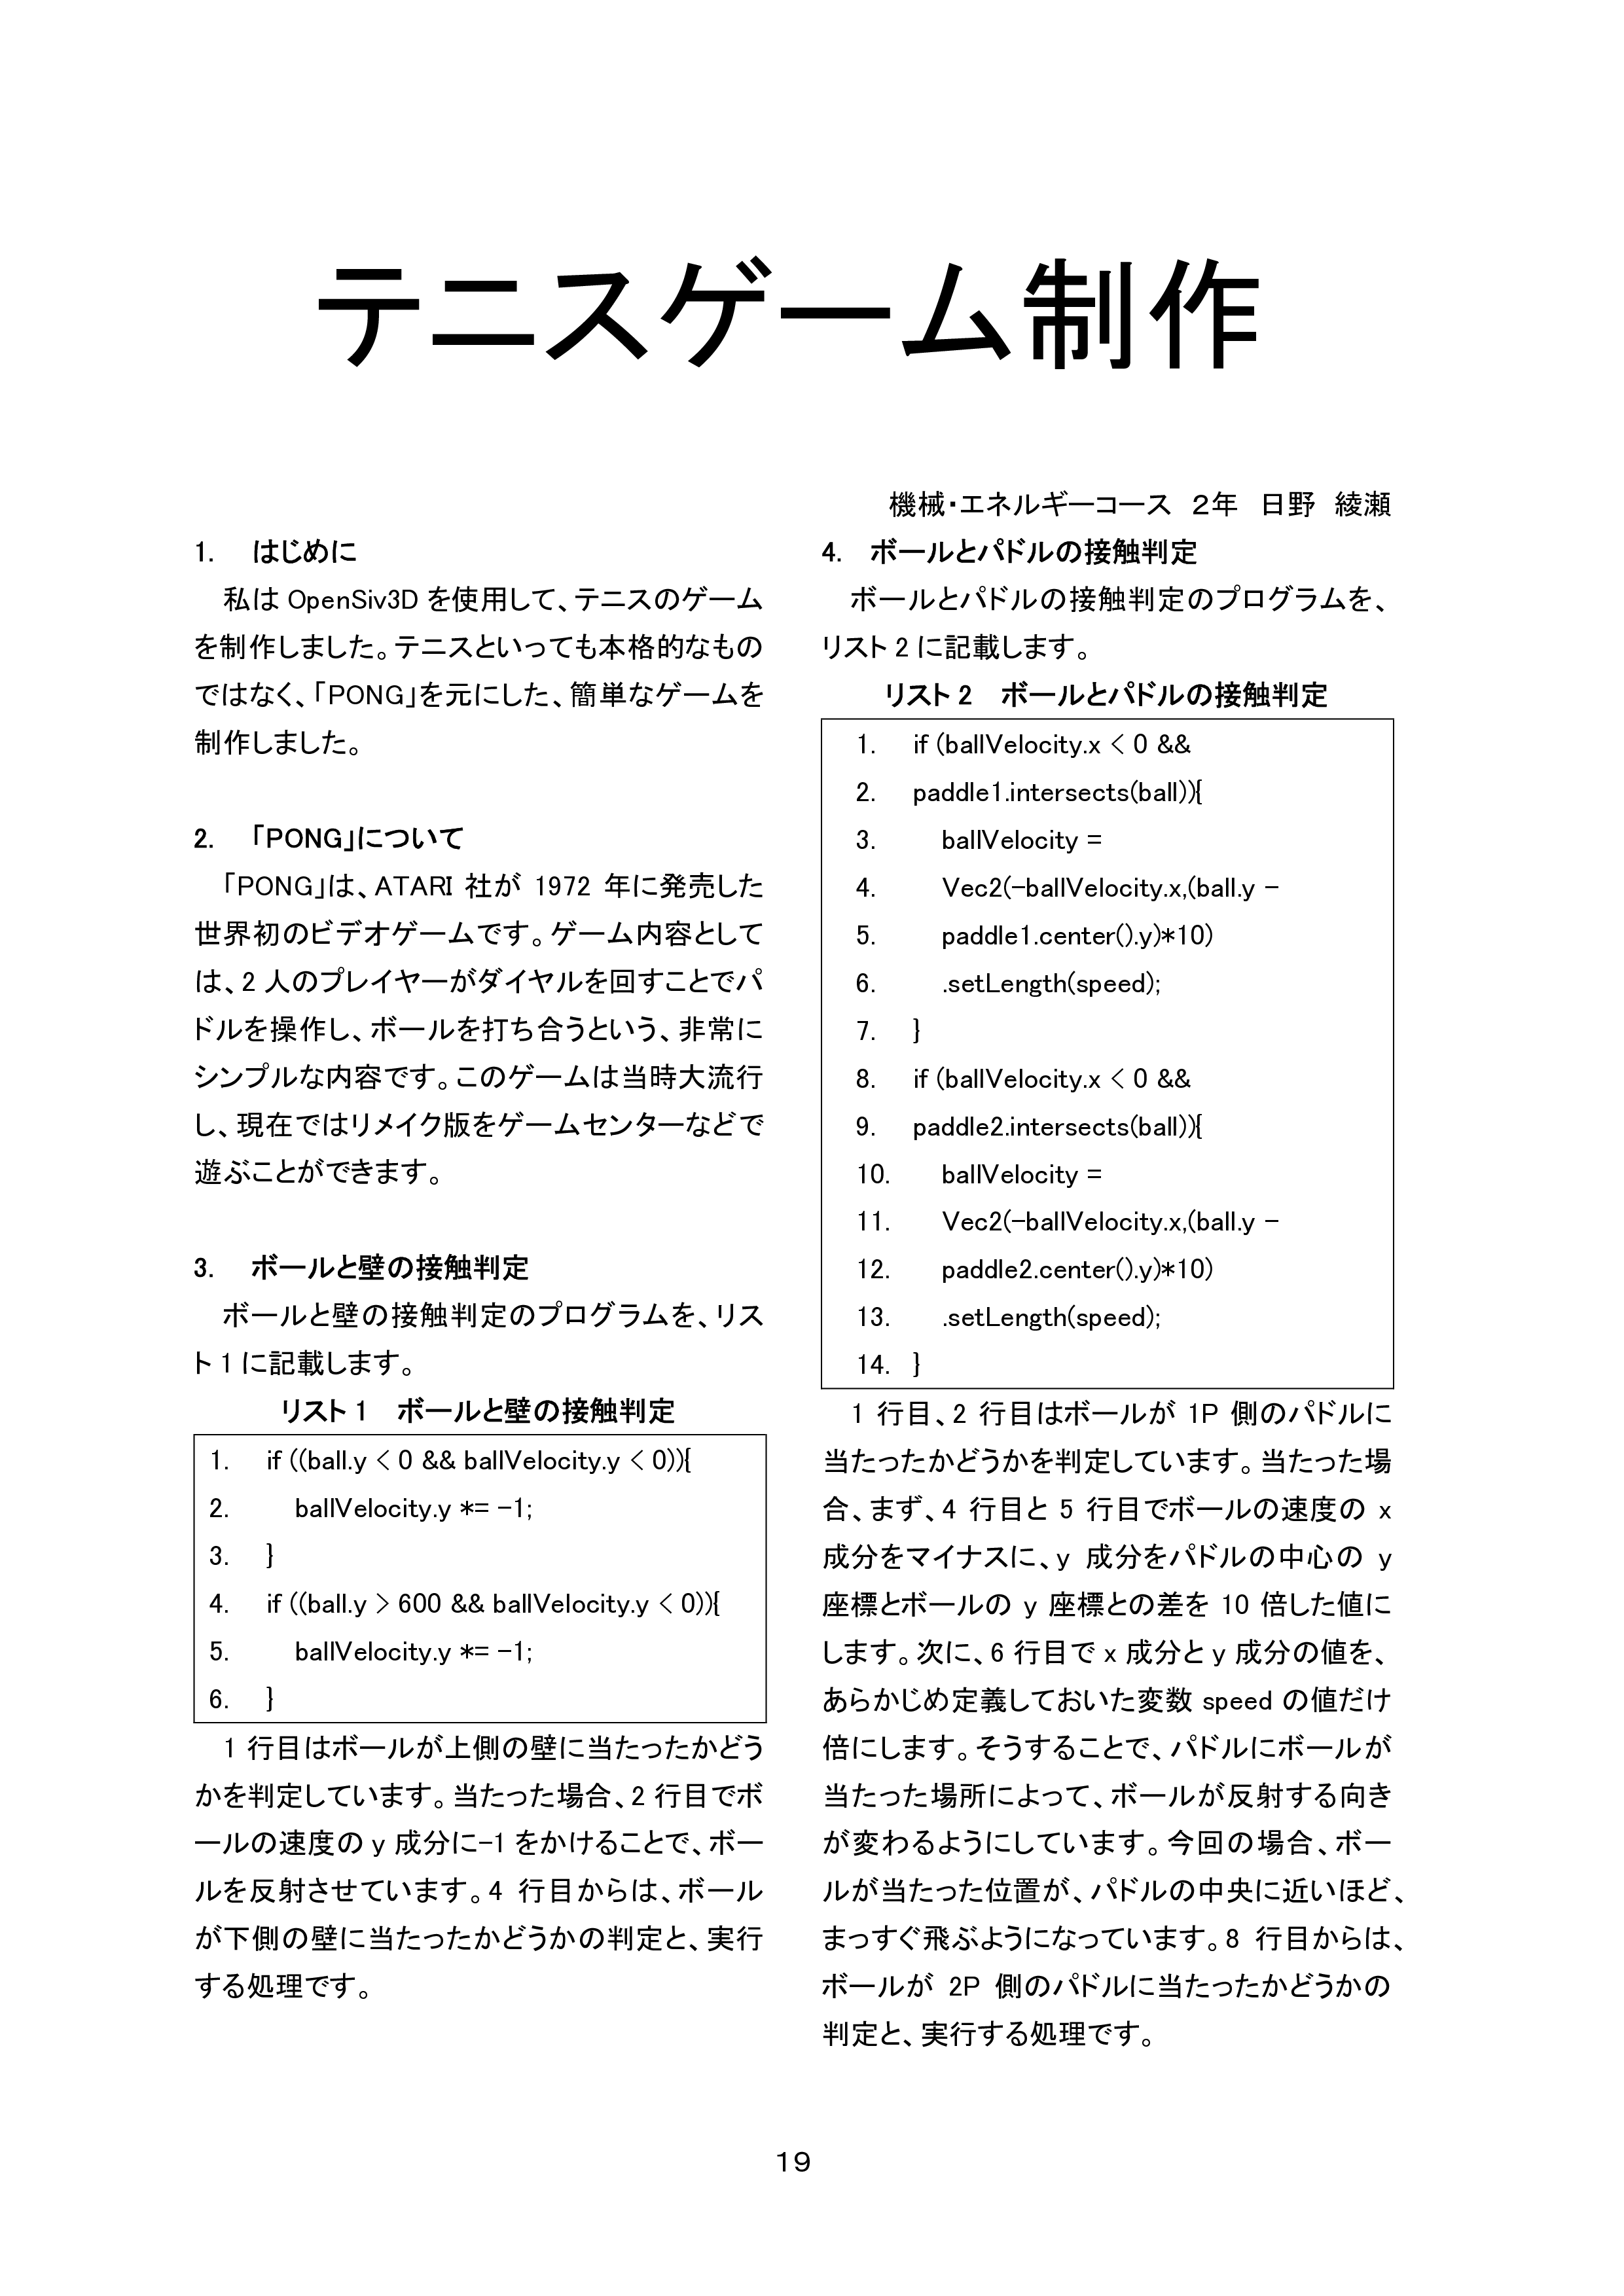 テニスゲーム制作
機械・エネルギーコース 2年 日野 綾瀬
1. はじめに
私は OpenSiv3D を使用して、テニスのゲーム
を制作しました。テニスといっても本格的なもの
ではなく、「PONG」を元にした、簡単なゲームを
制作しました。
2. 「PONG」について
「PONG」は、ATARI 社が 1972 年に発売した
世界初のビデオゲームです。ゲーム内容として
は、2 人のプレイヤーがダイヤルを回すことでパ
ドルを操作し、ボールを打ち合うという、非常に
シンプルな内容です。このゲームは当時大流行
し、現在ではリメイク版をゲームセンターなどで
遊ぶことができます。
3. ボールと壁の接触判定
ボールと壁の接触判定のプログラムを、リス
ト 1 に記載します。
リスト 1 ボールと壁の接触判定
1. if ((ball.y < 0 && ballVelocity.y < 0)){
2. ballVelocity.y *= -1;
3. }
4. if ((ball.y > 600 && ballVelocity.y < 0)){
5. ballVelocity.y *= -1;
6. }
1 行目はボールが上側の壁に当たったかどう
かを判定しています。当たった場合、2 行目でボ
ールの速度の y 成分に-1 をかけることで、ボー
ルを反射させています。4 行目からは、ボール
が下側の壁に当たったかどうかの判定と、実行
する処理です。
4. ボールとパドルの接触判定
ボールとパドルの接触判定のプログラムを、
リスト 2 に記載します。
リスト 2 ボールとパドルの接触判定
1. if (ballVelocity.x < 0 &&
2. paddle1.intersects(ball)){
3. ballVelocity =
4. Vec2(-ballVelocity.x,(ball.y -
5. paddle1.center().y)*10)
6. .setLength(speed);
7. }
8. if (ballVelocity.x < 0 &&
9. paddle2.intersects(ball)){
10. ballVelocity =
11. Vec2(-ballVelocity.x,(ball.y -
12. paddle2.center().y)*10)
13. .setLength(speed);
14. }
1 行目、2 行目はボールが 1P 側のパドルに
当たったかどうかを判定しています。当たった場
合、まず、4 行目と 5 行目でボールの速度の x
成分をマイナスに、y 成分をパドルの中心の y
座標とボールの y 座標との差を 10 倍した値に
します。次に、6 行目で x 成分と y 成分の値を、
あらかじめ定義しておいた変数 speed の値だけ
倍にします。そうすることで、パドルにボールが
当たった場所によって、ボールが反射する向き
が変わるようにしています。今回の場合、ボー
ルが当たった位置が、パドルの中央に近いほど、
まっすぐ飛ぶようになっています。8 行目からは、
ボールが 2P 側のパドルに当たったかどうかの
判定と、実行する処理です。
19